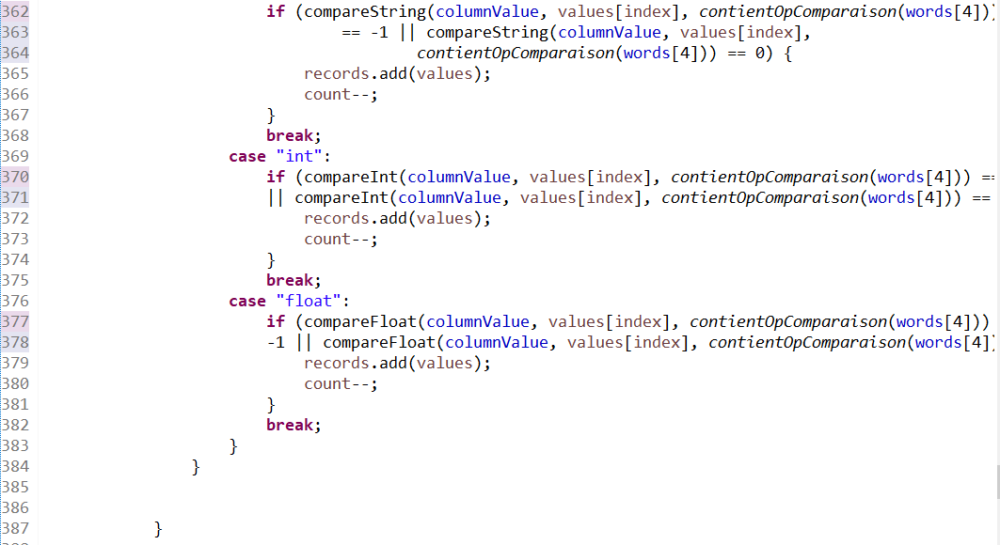 362 if (compareString(columnValue, values[index], contientOpComparaison(words[4]))
363 == -1 || compareString(columnValue, values[index],
364 contientOpComparaison(words[4])) == 0) {
365 records.add(values);
366 count--;
367 }
368 break;
369 case "int":
370 if (compareInt(columnValue, values[index], contientOpComparaison(words[4])) ==
371 || compareInt(columnValue, values[index], contientOpComparaison(words[4])) ==
372 records.add(values);
373 count--;
374 }
375 break;
376 case "float":
377 if (compareFloat(columnValue, values[index], contientOpComparaison(words[4]))
378 -1 || compareFloat(columnValue, values[index], contientOpComparaison(words[4])
379 records.add(values);
380 count--;
381 }
382 break;
383 }
384 }
385
386
387 }